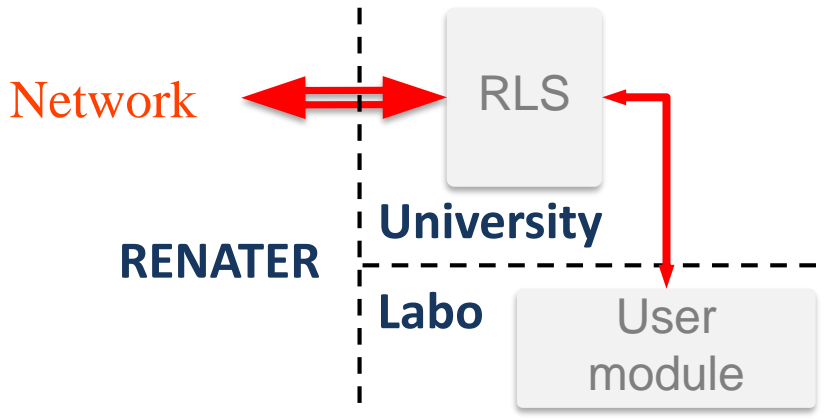 Network
RLS
University
RENATER
Labo
User
module